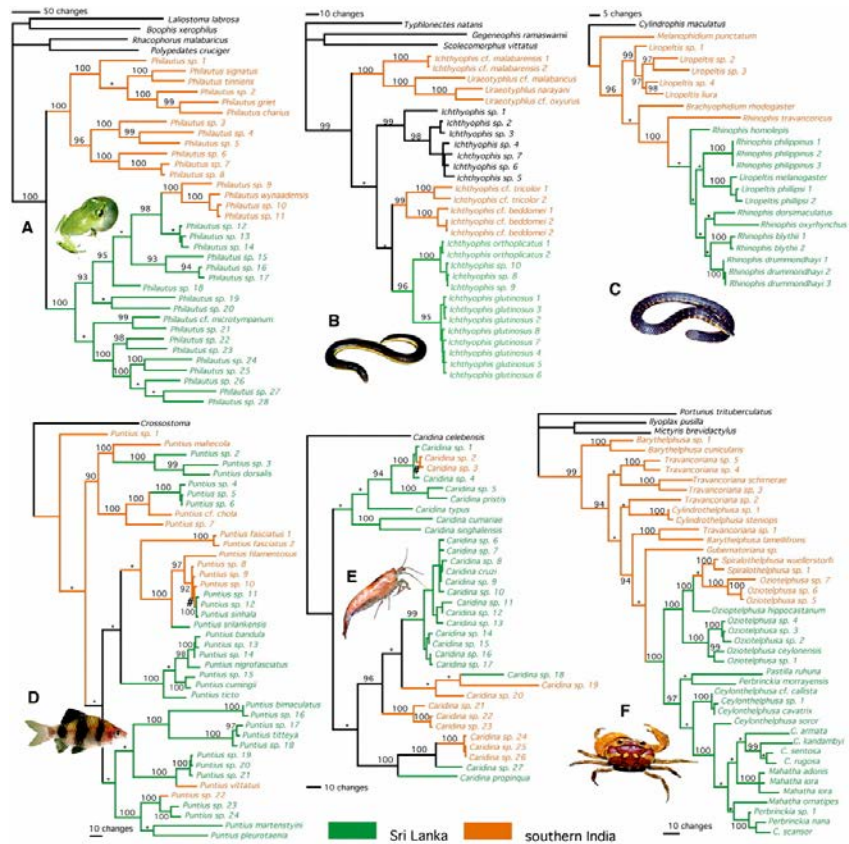 50 changes
Laliostoma labrosa
Boophis xerophilus
Rhacophorus malabaricus
Polypedates cruciger
Philautus sp. 1
Philautus signatus
Philautus tinniens
Philautus sp. 2
Philautus griet
Philautus charius
Philautus sp. 3
Philautus sp. 4
Philautus sp. 5
Philautus sp. 6
Philautus sp. 7
Philautus sp. 8
Philautus sp. 9
Philautus wynaadensis
Philautus sp. 10
Philautus sp. 11
Philautus sp. 12
Philautus sp. 13
Philautus sp. 14
Philautus sp. 15
Philautus sp. 16
Philautus sp. 17
Philautus sp. 18
Philautus sp. 19
Philautus sp. 20
Philautus cf. microtympanum
Philautus sp. 21
Philautus sp. 22
Philautus sp. 23
Philautus sp. 24
Philautus sp. 25
Philautus sp. 26
Philautus sp. 27
Philautus sp. 28
A
10 changes
Typhlonectes natans
Gegeneophis ramaswamii
Scolecomorphus vittatus
Ichthyophis cf. malabarensis 1
Ichthyophis cf. malabarensis 2
Uraeotyphlus cf. malabaricus
Uraeotyphlus narayani
Uraeotyphlus cf. oxyurus
Ichthyophis sp. 1
Ichthyophis sp. 2
Ichthyophis sp. 3
Ichthyophis sp. 4
Ichthyophis sp. 7
Ichthyophis sp. 6
Ichthyophis sp. 5
Ichthyophis cf. tricolor 1
Ichthyophis cf. tricolor 2
Ichthyophis cf. beddomei 1
Ichthyophis cf. beddomei 2
Ichthyophis cf. beddomei 2
Ichthyophis orthoplicatus 1
Ichthyophis orthoplicatus 2
Ichthyophis sp. 10
Ichthyophis sp. 8
Ichthyophis sp. 9
Ichthyophis glutinosus 1
Ichthyophis glutinosus 3
Ichthyophis glutinosus 2
Ichthyophis glutinosus 8
Ichthyophis glutinosus 7
Ichthyophis glutinosus 4
Ichthyophis glutinosus 5
Ichthyophis glutinosus 6
B
5 changes
Cylindrophis maculatus
Melanophidium punctatum
Uropeltis sp. 1
Uropeltis sp. 2
Uropeltis sp. 3
Uropeltis sp. 4
Uropeltis liura
Brachyophidium rhodogaster
Rhinophis travancoricus
Rhinophis homolepis
Rhinophis philippinus 1
Rhinophis philippinus 2
Rhinophis philippinus 3
Uropeltis melanogaster
Uropeltis phillipsi 1
Uropeltis phillipsi 2
Rhinophis dorsimaculatus
Rhinophis oxyrhynchus
Rhinophis blythii 1
Rhinophis blythii 2
Rhinophis drummondhayi 1
Rhinophis drummondhayi 2
Rhinophis drummondhayi 3
C
Crossostoma
Puntius sp. 1
Puntius mahecola
Puntius sp. 2
Puntius sp. 3
Puntius dorsalis
Puntius sp. 4
Puntius sp. 5
Puntius sp. 6
Puntius cf. chola
Puntius sp. 7
Puntius fasciatus 1
Puntius fasciatus 2
Puntius filamentosus
Puntius sp. 8
Puntius sp. 9
Puntius sp. 10
Puntius sp. 11
Puntius sp. 12
Puntius sinhala
Puntius srilankensis
Puntius bandula
Puntius sp. 13
Puntius sp. 14
Puntius nigrofasciatus
Puntius sp. 15
Puntius cumingii
Puntius ticto
Puntius bimaculatus
Puntius sp. 16
Puntius sp. 17
Puntius titteya
Puntius sp. 18
Puntius sp. 19
Puntius sp. 20
Puntius sp. 21
Puntius vittatus
Puntius sp. 22
Puntius sp. 23
Puntius sp. 24
Puntius martenstyini
Puntius pleurotaenia
D
10 changes
Caridina celebensis
Caridina sp. 1
Caridina sp. 2
Caridina sp. 3
Caridina sp. 4
Caridina sp. 5
Caridina pristis
Caridina typus
Caridina cumariae
Caridina singhalensis
Caridina sp. 6
Caridina sp. 7
Caridina sp. 8
Caridina cruzi
Caridina sp. 9
Caridina sp. 10
Caridina sp. 11
Caridina sp. 12
Caridina sp. 13
Caridina sp. 14
Caridina sp. 15
Caridina sp. 16
Caridina sp. 17
Caridina sp. 18
Caridina sp. 19
Caridina sp. 20
Caridina sp. 21
Caridina sp. 22
Caridina sp. 23
Caridina sp. 24
Caridina sp. 25
Caridina sp. 26
Caridina sp. 27
Caridina propinqua
E
10 changes
Portunus trituberculatus
Ilyoplax pusilla
Mictyris brevidactylus
Barythelphusa sp. 1
Barythelphusa cunicularis
Travancoriana sp. 5
Travancoriana sp. 4
Travancoriana schirnerae
Travancoriana sp. 3
Travancoriana sp. 2
Cylindrothelphusa sp. 1
Cylindrothelphusa steniops
Travancoriana sp. 1
Barythelphusa lamellifrons
Gubernatoriana sp.
Spiralothelphusa wuellerstorfi
Spiralothelphusa sp. 1
Oziotelphusa sp. 7
Oziotelphusa sp. 6
Oziotelphusa sp. 5
Oziotelphusa hippocastanum
Oziotelphusa sp. 4
Oziotelphusa sp. 3
Oziotelphusa sp. 2
Oziotelphusa ceylonensis
Oziotelphusa sp. 1
Pastilla ruhuna
Perbrinckia morrayensis
Ceylonthelphusa cf. callista
Ceylonthelphusa sp. 1
Ceylonthelphusa cavatrix
Ceylonthelphusa soror
C. armata
C. kandambyi
C. sentosa
C. rugosa
Mahatha adonis
Mahatha iora
Mahatha iora
Mahatha ornatipes
Perbrinckia sp. 1
Perbrinckia nana
C. scansor
F
10 changes
Sri Lanka
southern India